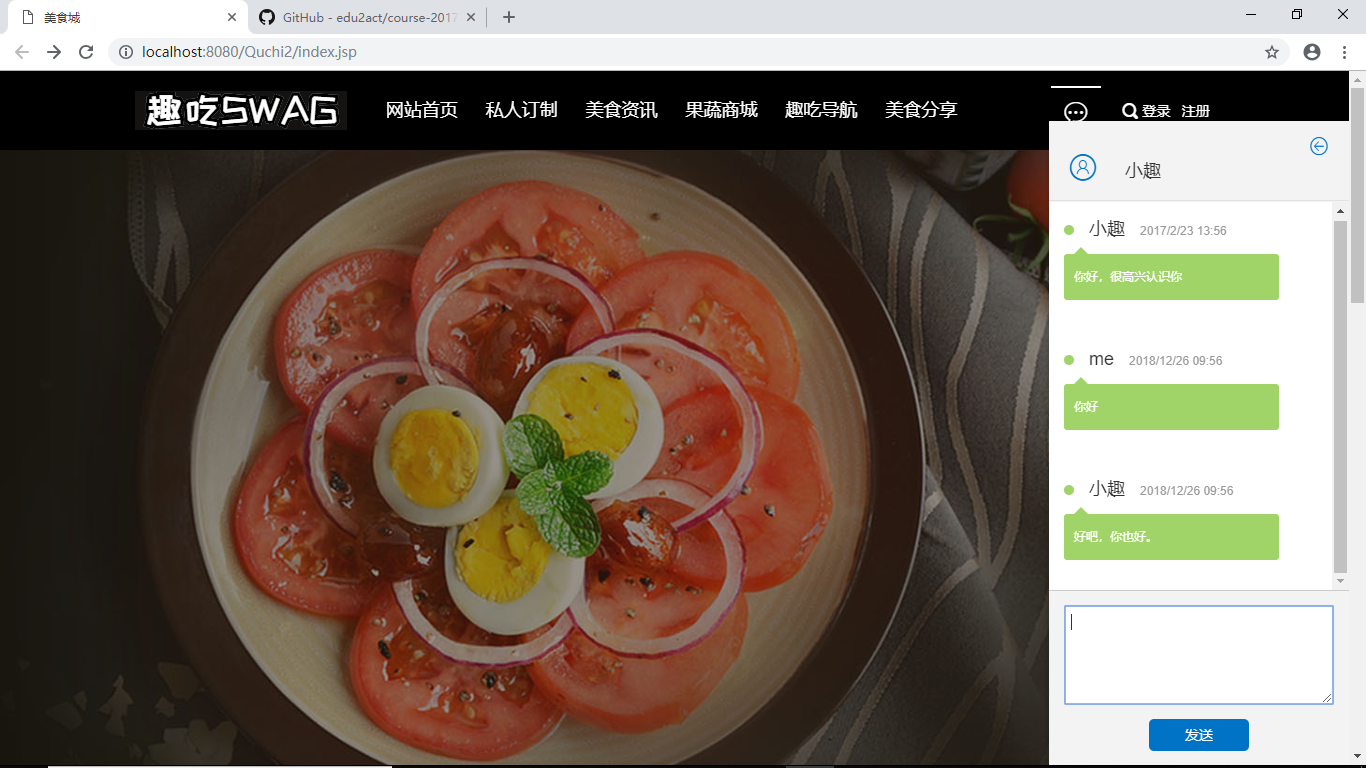 美食城
GitHub - edu2act/course-2017
localhost:8080/Quchi2/index.jsp
趣吃SWAG 网站首页 私人订制 美食资讯 果蔬商城 趣吃导航 美食分享 登录 注册
小趣
小趣 2017/2/23 13:56
你好，很高兴认识你
me 2018/12/26 09:56
你好
小趣 2018/12/26 09:56
好吧，你也好。
发送